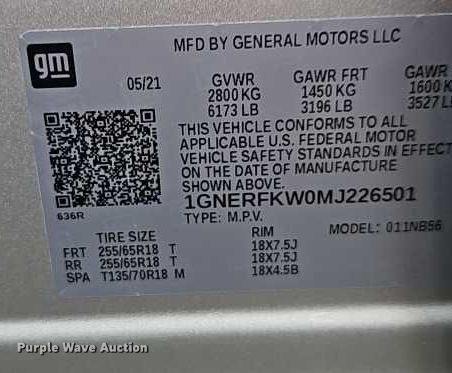 MFD BY GENERAL MOTORS LLC
gm
05/21 GVWR GAWR FRT GAWR
2800 KG 1450 KG 1600 K
6173 LB 3196 LB 3527 L
THIS VEHICLE CONFORMS TO ALL
APPLICABLE U.S. FEDERAL MOTOR
VEHICLE SAFETY STANDARDS IN EFFECT
ON THE DATE OF MANUFACTURE
SHOWN ABOVE.
1GNERFKW0MJ226501
636R
TYPE: M.P.V. MODEL: 011NB56
TIRE SIZE RIM
FRT 255/65R18 T 18X7.5J
RR 255/65R18 T 18X7.5J
SPA T135/70R18 M 18X4.5B
Purple Wave Auction